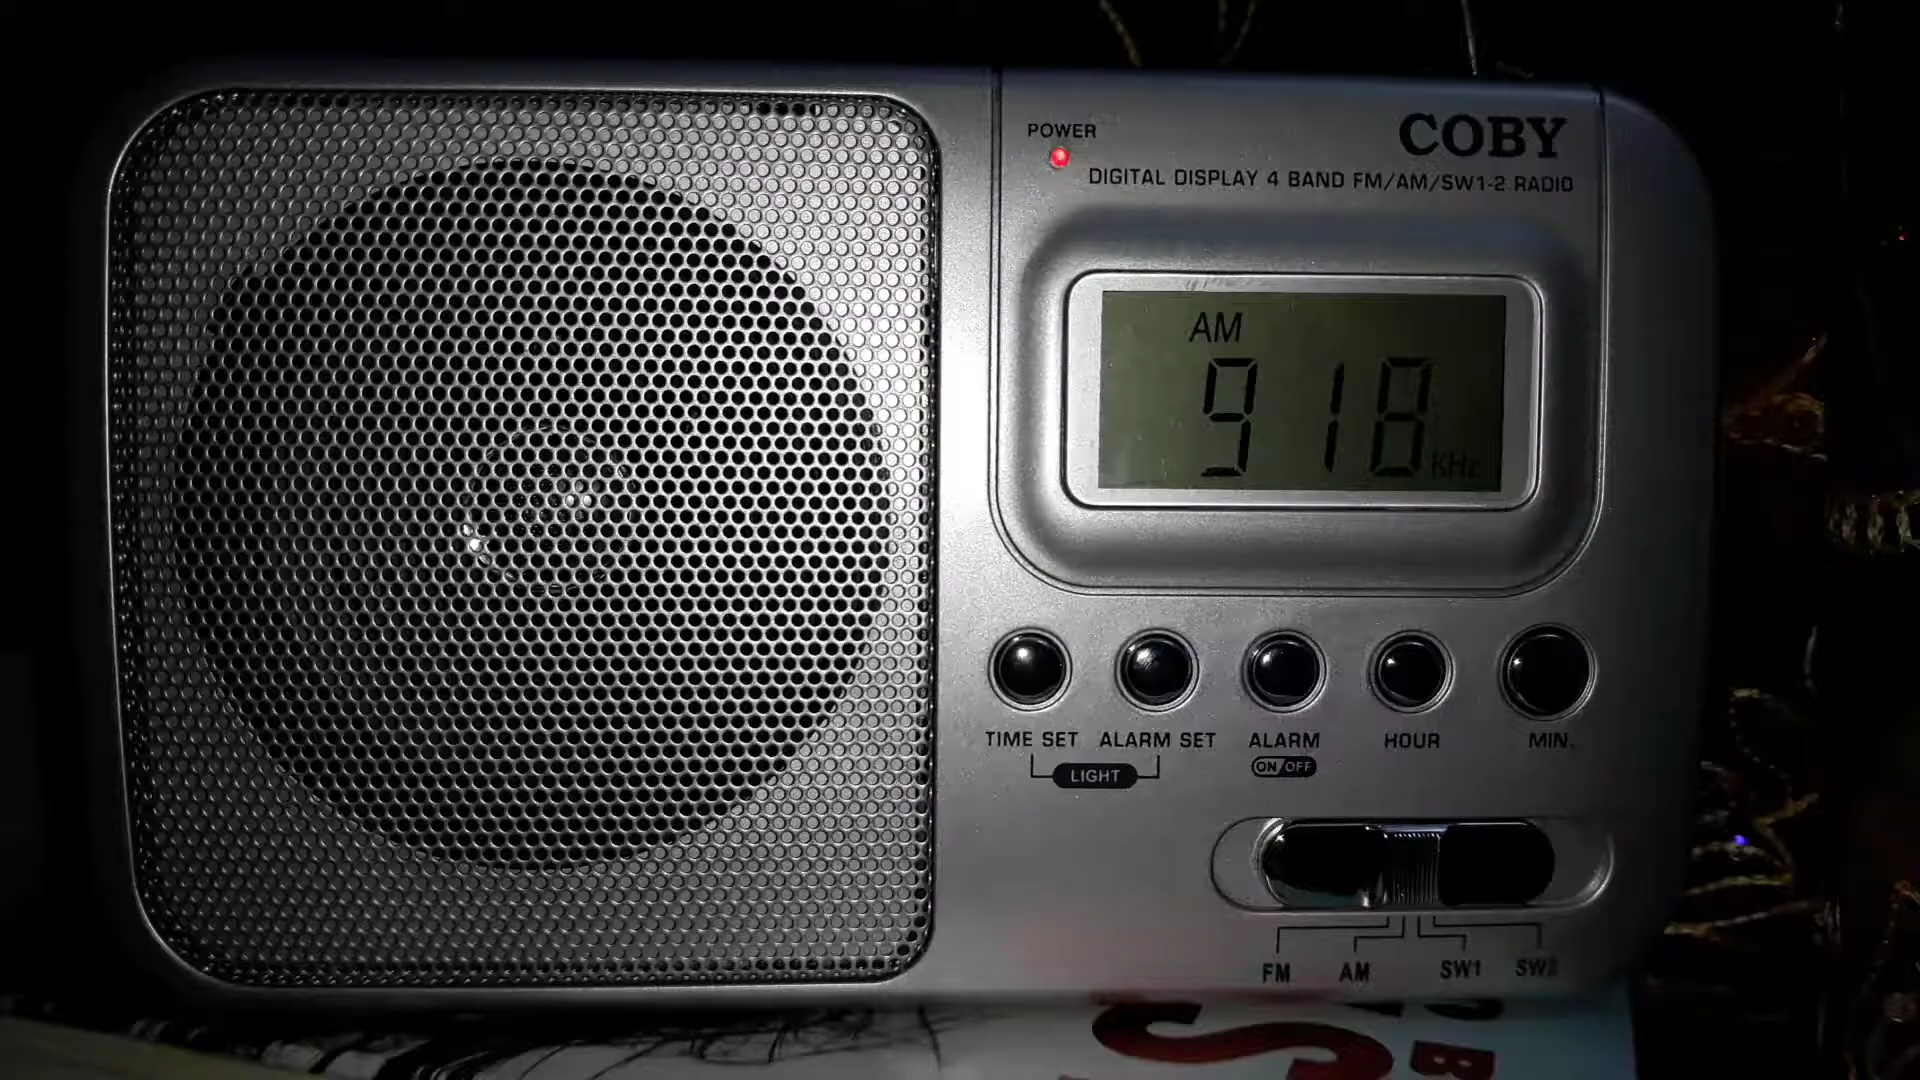 POWER
COBY
DIGITAL DISPLAY 4 BAND FM/AM/SW1-2 RADIO
AM
918
KHz
TIME SET ALARM SET ALARM HOUR MIN.
LIGHT ON/OFF
FM AM SW1 SW2
S